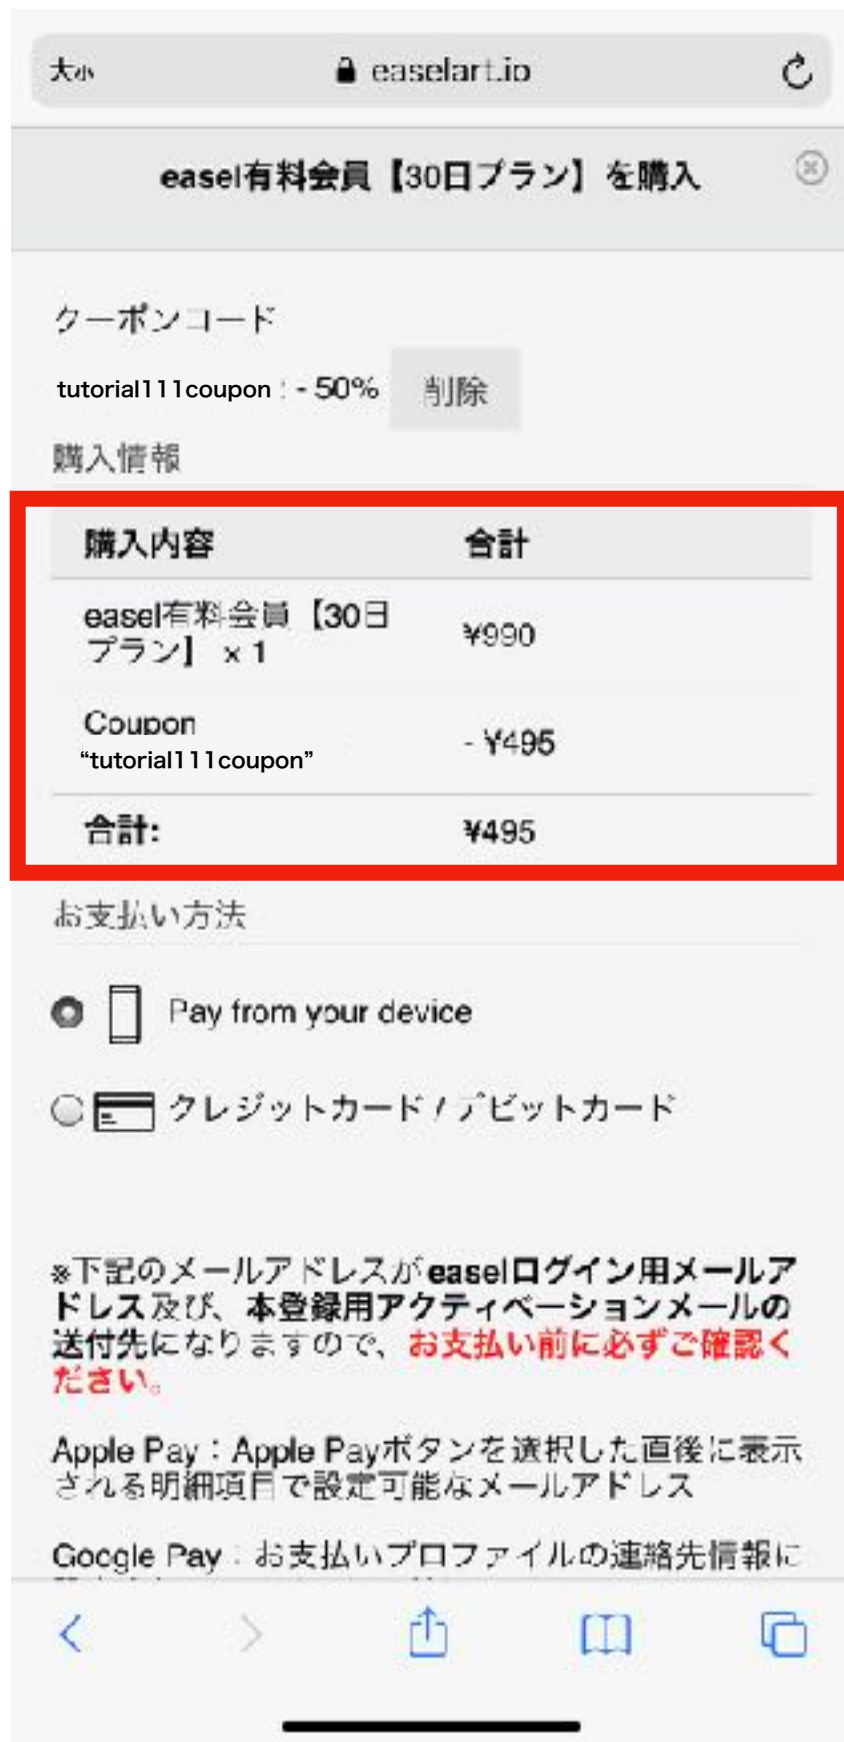 大小 easelart.io
easel有料会員【30日プラン】を購入
クーポンコード
tutorial111coupon : - 50% 削除
購入情報
購入内容 合計
easel有料会員【30日
プラン】 × 1 ¥990
Coupon
“tutorial111coupon” - ¥495
合計: ¥495
お支払い方法
Pay from your device
クレジットカード / デビットカード
※下記のメールアドレスがeaselログイン用メールア
ドレス及び、本登録用アクティベーションメールの
送付先になりますので、お支払い前に必ずご確認く
ださい。
Apple Pay：Apple Payボタンを選択した直後に表示
される明細項目で設定可能なメールアドレス
Google Pay：お支払いプロファイルの連絡先情報に